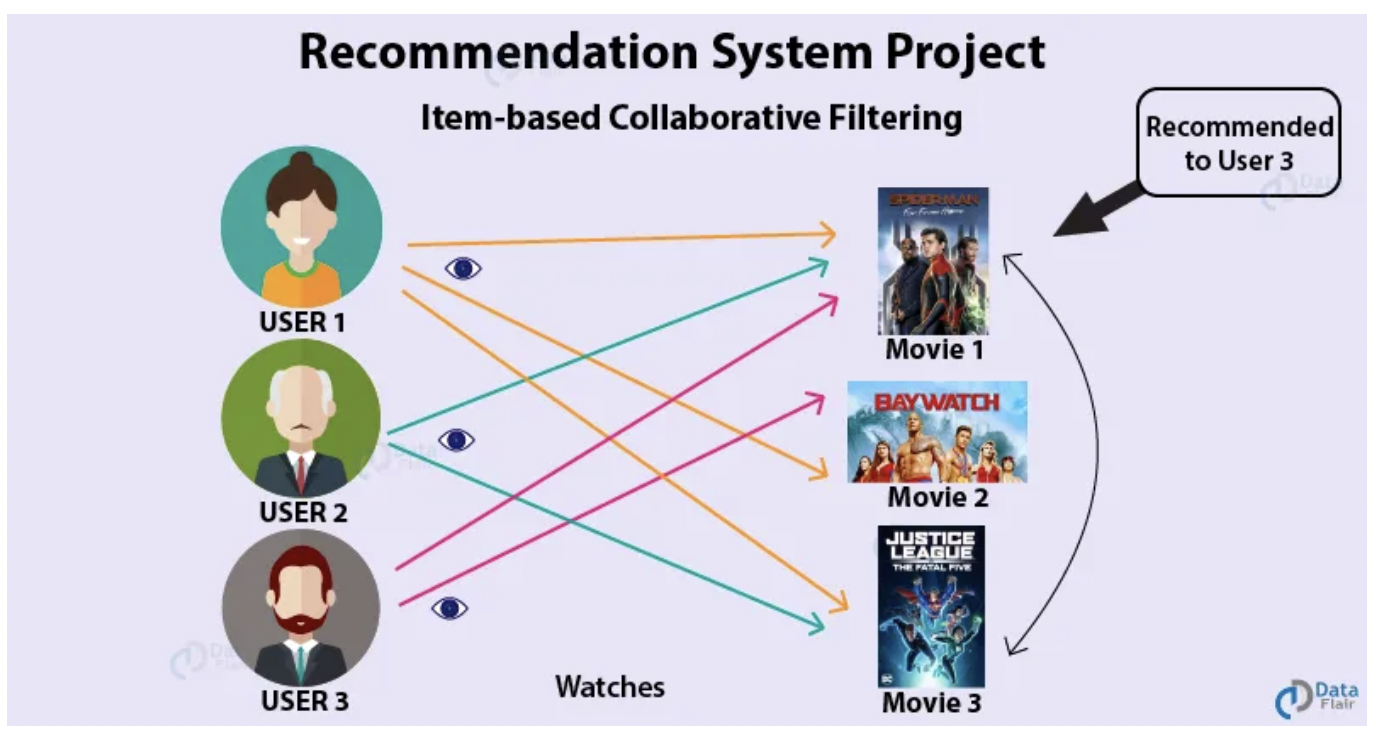 Recommendation System Project
Item-based Collaborative Filtering
Recommended
to User 3
USER 1
USER 2
USER 3
Watches
SPIDER-MAN
Far From Home
Movie 1
BAYWATCH
Movie 2
JUSTICE
LEAGUE
THE FATAL FIVE
DC
Movie 3
Data
Flair